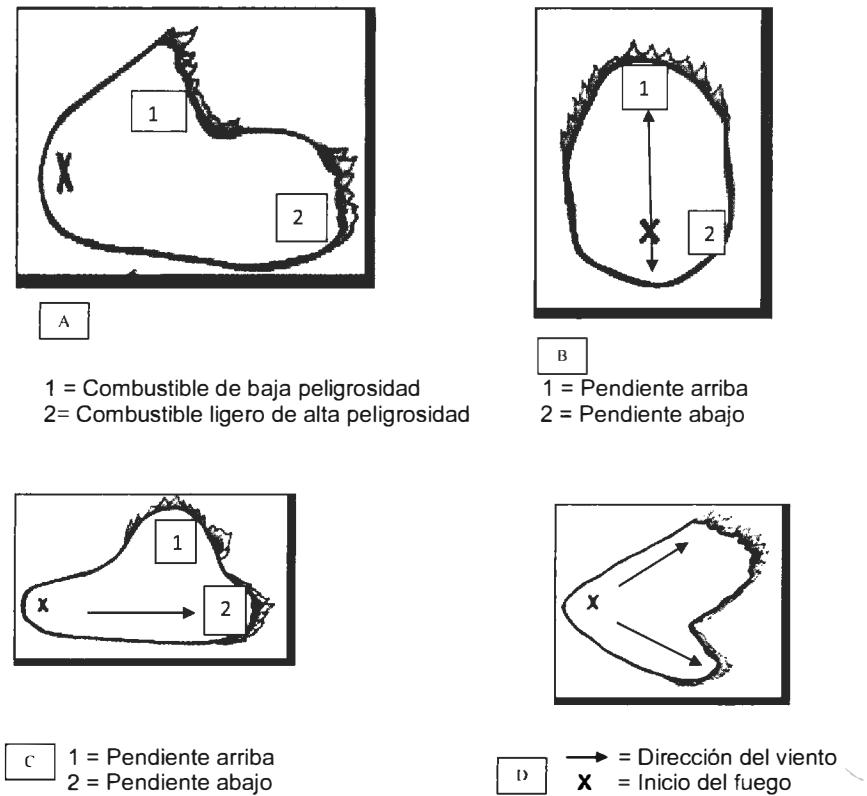 1
X
2
A
1 = Combustible de baja peligrosidad
2= Combustible ligero de alta peligrosidad
1
X
2
B
1 = Pendiente arriba
2 = Pendiente abajo
1
x
2
C
1 = Pendiente arriba
2 = Pendiente abajo
x
D
= Dirección del viento
X = Inicio del fuego